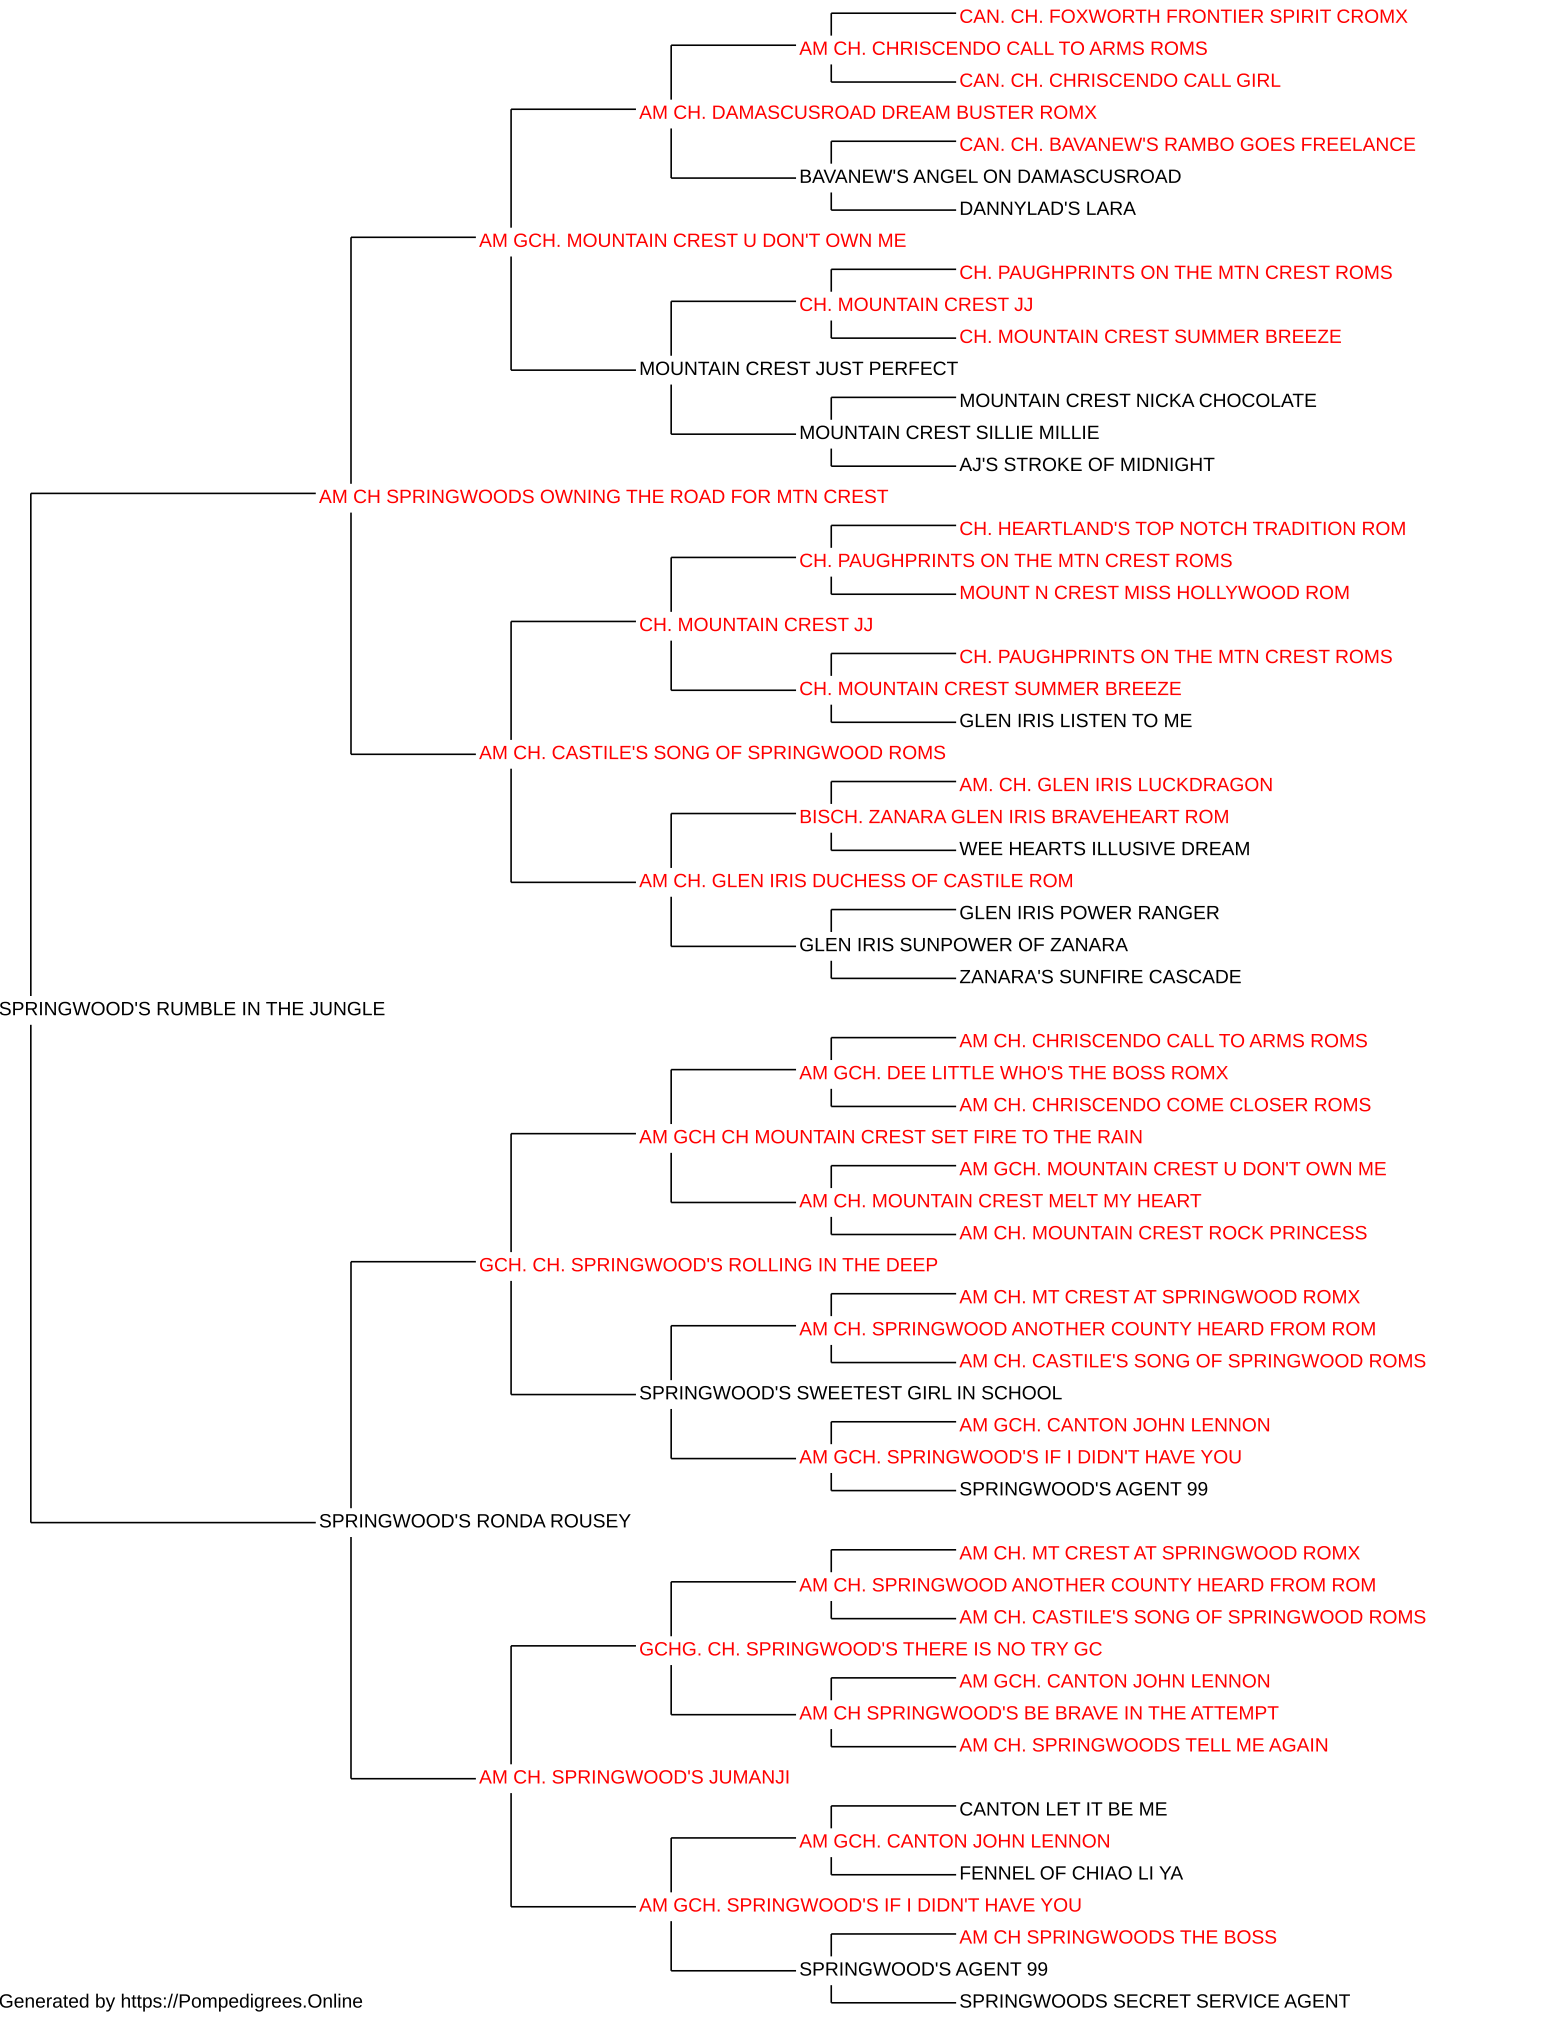 CAN. CH. FOXWORTH FRONTIER SPIRIT CROMX
AM CH. CHRISCENDO CALL TO ARMS ROMS
CAN. CH. CHRISCENDO CALL GIRL
AM CH. DAMASCUSROAD DREAM BUSTER ROMX
CAN. CH. BAVANEW'S RAMBO GOES FREELANCE
BAVANEW'S ANGEL ON DAMASCUSROAD
DANNYLAD'S LARA
AM GCH. MOUNTAIN CREST U DON'T OWN ME
CH. PAUGHPRINTS ON THE MTN CREST ROMS
CH. MOUNTAIN CREST JJ
CH. MOUNTAIN CREST SUMMER BREEZE
MOUNTAIN CREST JUST PERFECT
MOUNTAIN CREST NICKA CHOCOLATE
MOUNTAIN CREST SILLIE MILLIE
AJ'S STROKE OF MIDNIGHT
AM CH SPRINGWOODS OWNING THE ROAD FOR MTN CREST
CH. HEARTLAND'S TOP NOTCH TRADITION ROM
CH. PAUGHPRINTS ON THE MTN CREST ROMS
MOUNT N CREST MISS HOLLYWOOD ROM
CH. MOUNTAIN CREST JJ
CH. PAUGHPRINTS ON THE MTN CREST ROMS
CH. MOUNTAIN CREST SUMMER BREEZE
GLEN IRIS LISTEN TO ME
AM CH. CASTILE'S SONG OF SPRINGWOOD ROMS
AM. CH. GLEN IRIS LUCKDRAGON
BISCH. ZANARA GLEN IRIS BRAVEHEART ROM
WEE HEARTS ILLUSIVE DREAM
AM CH. GLEN IRIS DUCHESS OF CASTILE ROM
GLEN IRIS POWER RANGER
GLEN IRIS SUNPOWER OF ZANARA
ZANARA'S SUNFIRE CASCADE
SPRINGWOOD'S RUMBLE IN THE JUNGLE
AM CH. CHRISCENDO CALL TO ARMS ROMS
AM GCH. DEE LITTLE WHO'S THE BOSS ROMX
AM CH. CHRISCENDO COME CLOSER ROMS
AM GCH CH MOUNTAIN CREST SET FIRE TO THE RAIN
AM GCH. MOUNTAIN CREST U DON'T OWN ME
AM CH. MOUNTAIN CREST MELT MY HEART
AM CH. MOUNTAIN CREST ROCK PRINCESS
GCH. CH. SPRINGWOOD'S ROLLING IN THE DEEP
AM CH. MT CREST AT SPRINGWOOD ROMX
AM CH. SPRINGWOOD ANOTHER COUNTY HEARD FROM ROM
AM CH. CASTILE'S SONG OF SPRINGWOOD ROMS
SPRINGWOOD'S SWEETEST GIRL IN SCHOOL
AM GCH. CANTON JOHN LENNON
AM GCH. SPRINGWOOD'S IF I DIDN'T HAVE YOU
SPRINGWOOD'S AGENT 99
SPRINGWOOD'S RONDA ROUSEY
AM CH. MT CREST AT SPRINGWOOD ROMX
AM CH. SPRINGWOOD ANOTHER COUNTY HEARD FROM ROM
AM CH. CASTILE'S SONG OF SPRINGWOOD ROMS
GCHG. CH. SPRINGWOOD'S THERE IS NO TRY GC
AM GCH. CANTON JOHN LENNON
AM CH SPRINGWOOD'S BE BRAVE IN THE ATTEMPT
AM CH. SPRINGWOODS TELL ME AGAIN
AM CH. SPRINGWOOD'S JUMANJI
CANTON LET IT BE ME
AM GCH. CANTON JOHN LENNON
FENNEL OF CHIAO LI YA
AM GCH. SPRINGWOOD'S IF I DIDN'T HAVE YOU
AM CH SPRINGWOODS THE BOSS
SPRINGWOOD'S AGENT 99
SPRINGWOODS SECRET SERVICE AGENT
Generated by https://Pompedigrees.Online